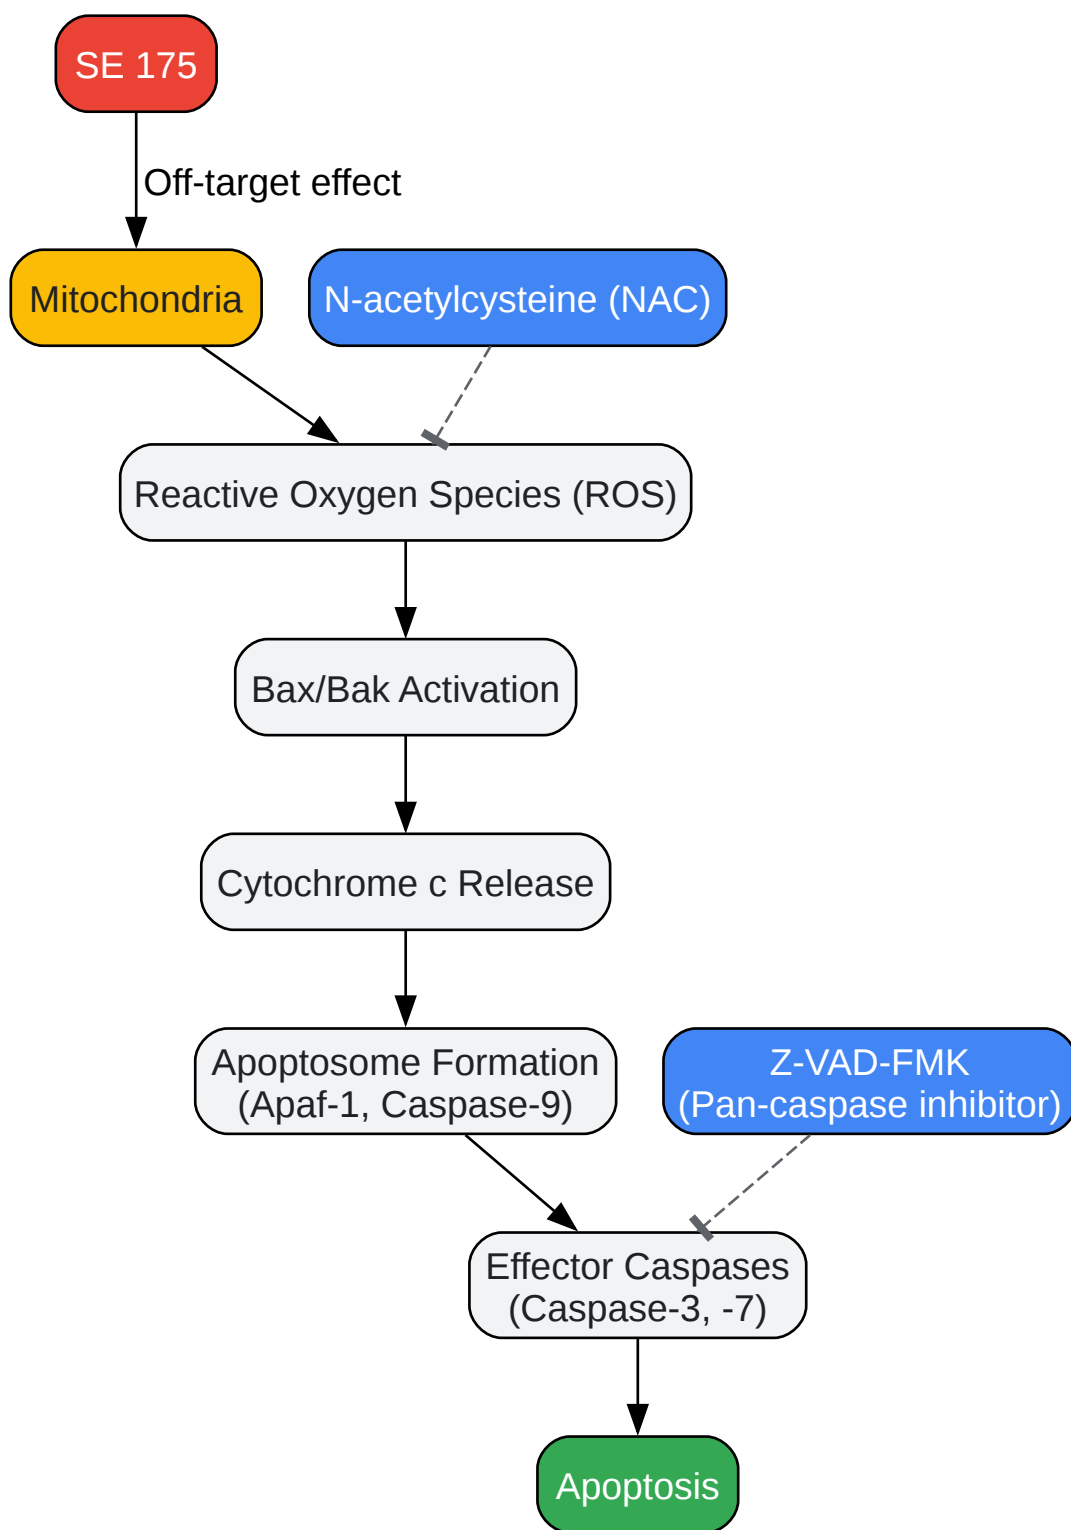 SE 175
Off-target effect
Mitochondria
N-acetylcysteine (NAC)
Reactive Oxygen Species (ROS)
Bax/Bak Activation
Cytochrome c Release
Apoptosome Formation
(Apaf-1, Caspase-9)
Z-VAD-FMK
(Pan-caspase inhibitor)
Effector Caspases
(Caspase-3, -7)
Apoptosis